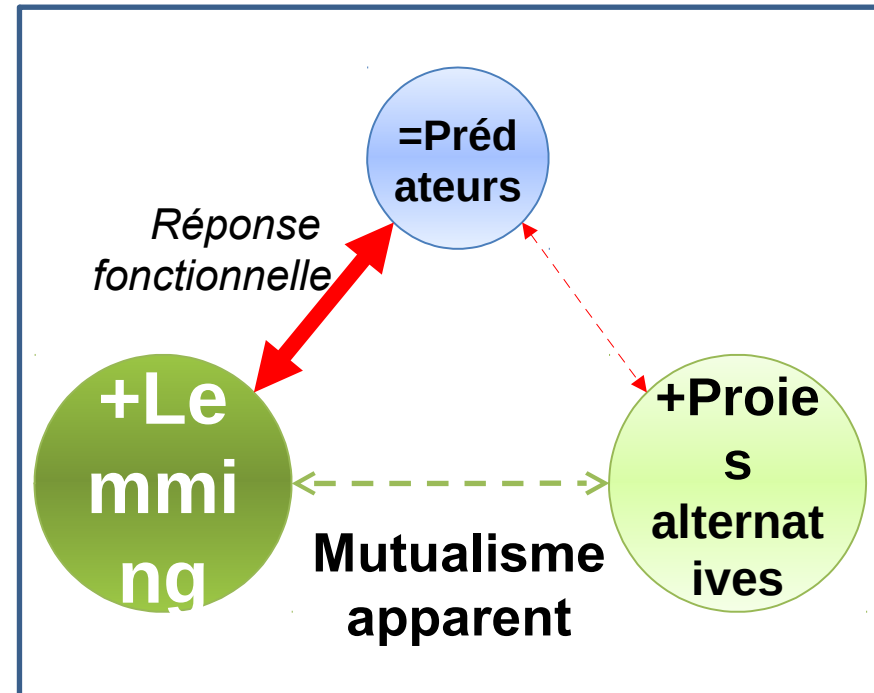 =Préd
ateurs
Réponse
fonctionnelle
+Le
mmi
ng
+Proie
s
alternat
ives
Mutualisme
apparent